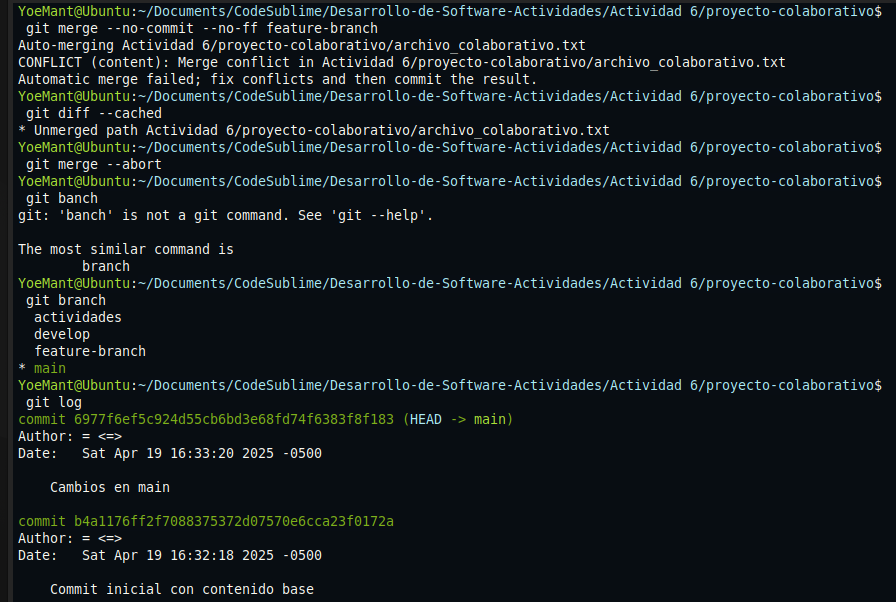 YoeMant@Ubuntu:~/Documents/CodeSublime/Desarrollo-de-Software-Actividades/Actividad 6/proyecto-colaborativo$
git merge --no-commit --no-ff feature-branch
Auto-merging Actividad 6/proyecto-colaborativo/archivo_colaborativo.txt
CONFLICT (content): Merge conflict in Actividad 6/proyecto-colaborativo/archivo_colaborativo.txt
Automatic merge failed; fix conflicts and then commit the result.
YoeMant@Ubuntu:~/Documents/CodeSublime/Desarrollo-de-Software-Actividades/Actividad 6/proyecto-colaborativo$
git diff --cached
* Unmerged path Actividad 6/proyecto-colaborativo/archivo_colaborativo.txt
YoeMant@Ubuntu:~/Documents/CodeSublime/Desarrollo-de-Software-Actividades/Actividad 6/proyecto-colaborativo$
git merge --abort
YoeMant@Ubuntu:~/Documents/CodeSublime/Desarrollo-de-Software-Actividades/Actividad 6/proyecto-colaborativo$
git banch
git: 'banch' is not a git command. See 'git --help'.
The most similar command is
branch
YoeMant@Ubuntu:~/Documents/CodeSublime/Desarrollo-de-Software-Actividades/Actividad 6/proyecto-colaborativo$
git branch
actividades
develop
feature-branch
* main
YoeMant@Ubuntu:~/Documents/CodeSublime/Desarrollo-de-Software-Actividades/Actividad 6/proyecto-colaborativo$
git log
commit 6977f6ef5c924d55cb6bd3e68fd74f6383f8f183 (HEAD -> main)
Author: = <=>
Date:   Sat Apr 19 16:33:20 2025 -0500
Cambios en main
commit b4a1176ff2f7088375372d07570e6cca23f0172a
Author: = <=>
Date:   Sat Apr 19 16:32:18 2025 -0500
Commit inicial con contenido base